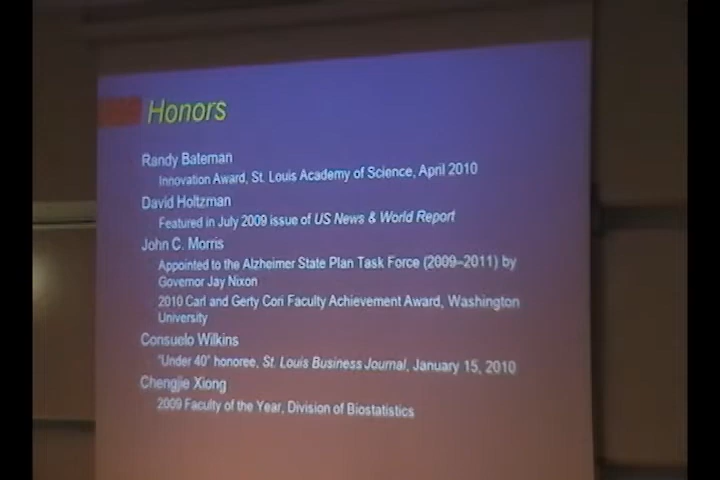 Honors
Randy Bateman
Innovation Award, St. Louis Academy of Science, April 2010
David Holtzman
Featured in July 2009 issue of US News & World Report
John C. Morris
Appointed to the Alzheimer State Plan Task Force (2009–2011) by
Governor Jay Nixon
2010 Carl and Gerty Cori Faculty Achievement Award, Washington
University
Consuelo Wilkins
"Under 40" honoree, St. Louis Business Journal, January 15, 2010
Chengjie Xiong
2009 Faculty of the Year, Division of Biostatistics